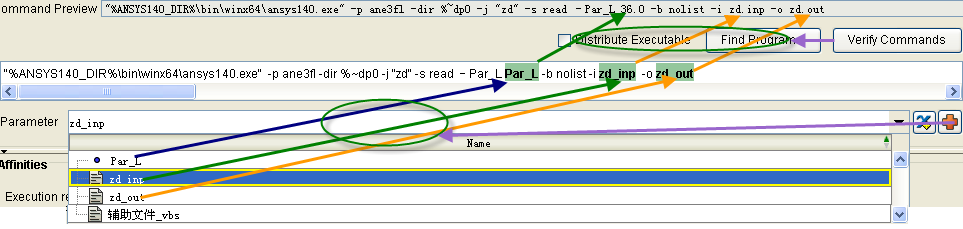 ommand Preview "%ANSYS140_DIR%\bin\winx64\ansys140.exe" -p ane3fl -dir %~dp0 -j "zd" -s read -Par_L 36.0 -b nolist -i zd.inp -o zd.out
Distribute Executable Find Program Verify Commands
"%ANSYS140_DIR%\bin\winx64\ansys140.exe" -p ane3fl -dir %~dp0 -j "zd" -s read -Par_L Par_L -b nolist -i zd_inp -o zd_out
Parameter zd_inp
Name
Par_L
Affinities
zd_inp
Execution re
zd_out
辅助文件_vbs